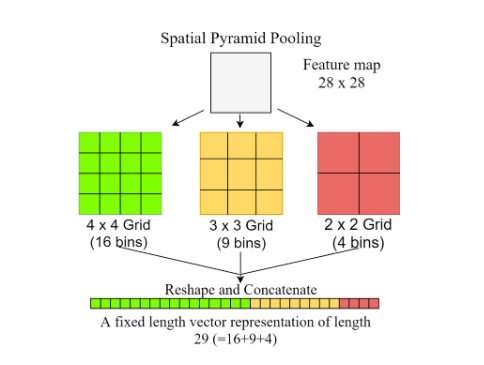 Spatial Pyramid Pooling
Feature map
28 x 28
4 x 4 Grid
(16 bins)
3 x 3 Grid
(9 bins)
2 x 2 Grid
(4 bins)
Reshape and Concatenate
A fixed length vector representation of length
29 (=16+9+4)